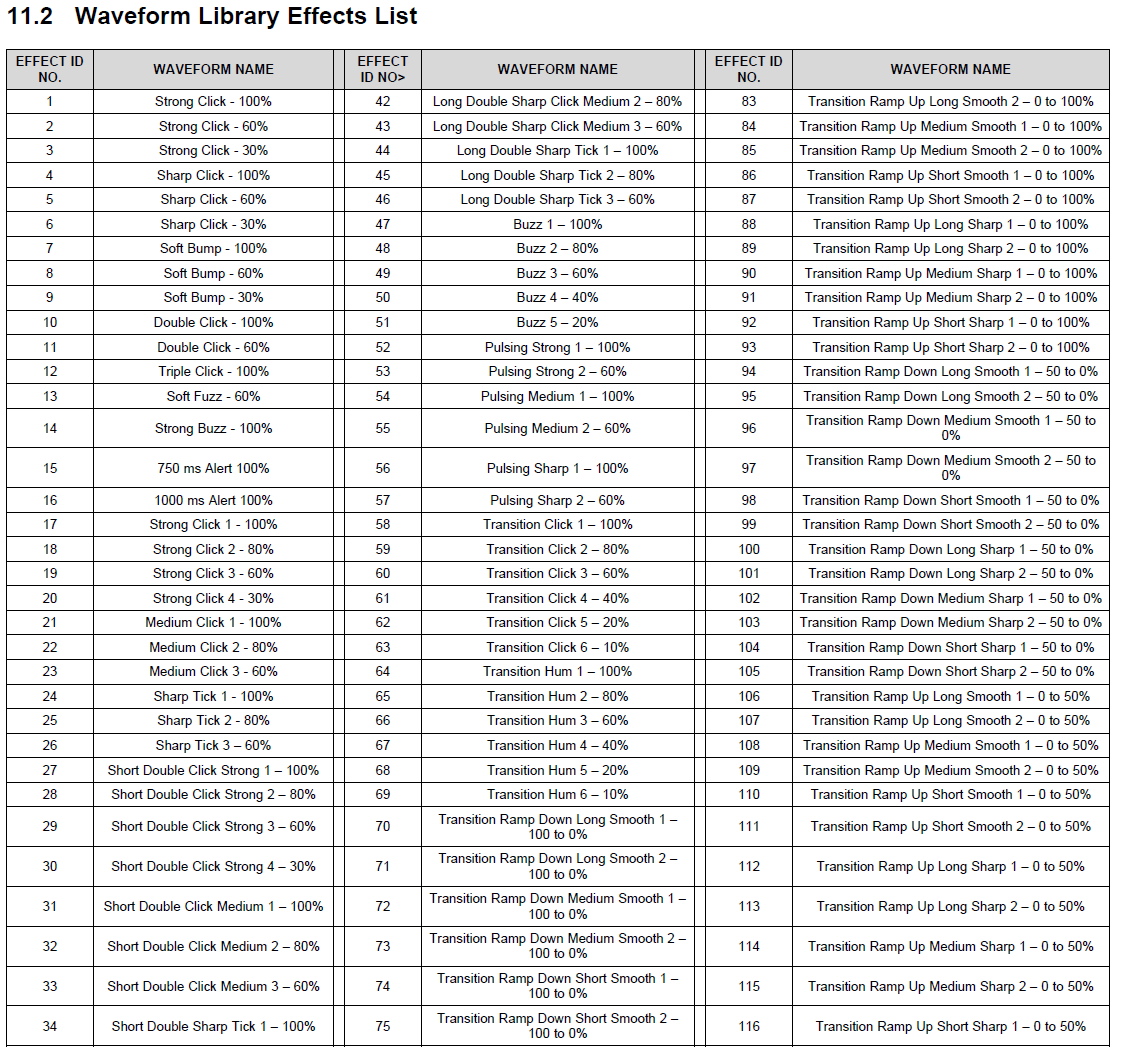 11.2 Waveform Library Effects List
EFFECT ID NO. WAVEFORM NAME EFFECT ID NO> WAVEFORM NAME EFFECT ID NO. WAVEFORM NAME
1 Strong Click - 100% 42 Long Double Sharp Click Medium 2 – 80% 83 Transition Ramp Up Long Smooth 2 – 0 to 100%
2 Strong Click - 60% 43 Long Double Sharp Click Medium 3 – 60% 84 Transition Ramp Up Medium Smooth 1 – 0 to 100%
3 Strong Click - 30% 44 Long Double Sharp Tick 1 – 100% 85 Transition Ramp Up Medium Smooth 2 – 0 to 100%
4 Sharp Click - 100% 45 Long Double Sharp Tick 2 – 80% 86 Transition Ramp Up Short Smooth 1 – 0 to 100%
5 Sharp Click - 60% 46 Long Double Sharp Tick 3 – 60% 87 Transition Ramp Up Short Smooth 2 – 0 to 100%
6 Sharp Click - 30% 47 Buzz 1 – 100% 88 Transition Ramp Up Long Sharp 1 – 0 to 100%
7 Soft Bump - 100% 48 Buzz 2 – 80% 89 Transition Ramp Up Long Sharp 2 – 0 to 100%
8 Soft Bump - 60% 49 Buzz 3 – 60% 90 Transition Ramp Up Medium Sharp 1 – 0 to 100%
9 Soft Bump - 30% 50 Buzz 4 – 40% 91 Transition Ramp Up Medium Sharp 2 – 0 to 100%
10 Double Click - 100% 51 Buzz 5 – 20% 92 Transition Ramp Up Short Sharp 1 – 0 to 100%
11 Double Click - 60% 52 Pulsing Strong 1 – 100% 93 Transition Ramp Up Short Sharp 2 – 0 to 100%
12 Triple Click - 100% 53 Pulsing Strong 2 – 60% 94 Transition Ramp Down Long Smooth 1 – 50 to 0%
13 Soft Fuzz - 60% 54 Pulsing Medium 1 – 100% 95 Transition Ramp Down Long Smooth 2 – 50 to 0%
14 Strong Buzz - 100% 55 Pulsing Medium 2 – 60% 96 Transition Ramp Down Medium Smooth 1 – 50 to 0%
15 750 ms Alert 100% 56 Pulsing Sharp 1 – 100% 97 Transition Ramp Down Medium Smooth 2 – 50 to 0%
16 1000 ms Alert 100% 57 Pulsing Sharp 2 – 60% 98 Transition Ramp Down Short Smooth 1 – 50 to 0%
17 Strong Click 1 - 100% 58 Transition Click 1 – 100% 99 Transition Ramp Down Short Smooth 2 – 50 to 0%
18 Strong Click 2 - 80% 59 Transition Click 2 – 80% 100 Transition Ramp Down Long Sharp 1 – 50 to 0%
19 Strong Click 3 - 60% 60 Transition Click 3 – 60% 101 Transition Ramp Down Long Sharp 2 – 50 to 0%
20 Strong Click 4 - 30% 61 Transition Click 4 – 40% 102 Transition Ramp Down Medium Sharp 1 – 50 to 0%
21 Medium Click 1 - 100% 62 Transition Click 5 – 20% 103 Transition Ramp Down Medium Sharp 2 – 50 to 0%
22 Medium Click 2 - 80% 63 Transition Click 6 – 10% 104 Transition Ramp Down Short Sharp 1 – 50 to 0%
23 Medium Click 3 - 60% 64 Transition Hum 1 – 100% 105 Transition Ramp Down Short Sharp 2 – 50 to 0%
24 Sharp Tick 1 - 100% 65 Transition Hum 2 – 80% 106 Transition Ramp Up Long Smooth 1 – 0 to 50%
25 Sharp Tick 2 - 80% 66 Transition Hum 3 – 60% 107 Transition Ramp Up Long Smooth 2 – 0 to 50%
26 Sharp Tick 3 – 60% 67 Transition Hum 4 – 40% 108 Transition Ramp Up Medium Smooth 1 – 0 to 50%
27 Short Double Click Strong 1 – 100% 68 Transition Hum 5 – 20% 109 Transition Ramp Up Medium Smooth 2 – 0 to 50%
28 Short Double Click Strong 2 – 80% 69 Transition Hum 6 – 10% 110 Transition Ramp Up Short Smooth 1 – 0 to 50%
29 Short Double Click Strong 3 – 60% 70 Transition Ramp Down Long Smooth 1 – 100 to 0% 111 Transition Ramp Up Short Smooth 2 – 0 to 50%
30 Short Double Click Strong 4 – 30% 71 Transition Ramp Down Long Smooth 2 – 100 to 0% 112 Transition Ramp Up Long Sharp 1 – 0 to 50%
31 Short Double Click Medium 1 – 100% 72 Transition Ramp Down Medium Smooth 1 – 100 to 0% 113 Transition Ramp Up Long Sharp 2 – 0 to 50%
32 Short Double Click Medium 2 – 80% 73 Transition Ramp Down Medium Smooth 2 – 100 to 0% 114 Transition Ramp Up Medium Sharp 1 – 0 to 50%
33 Short Double Click Medium 3 – 60% 74 Transition Ramp Down Short Smooth 1 – 100 to 0% 115 Transition Ramp Up Medium Sharp 2 – 0 to 50%
34 Short Double Sharp Tick 1 – 100% 75 Transition Ramp Down Short Smooth 2 – 100 to 0% 116 Transition Ramp Up Short Sharp 1 – 0 to 50%